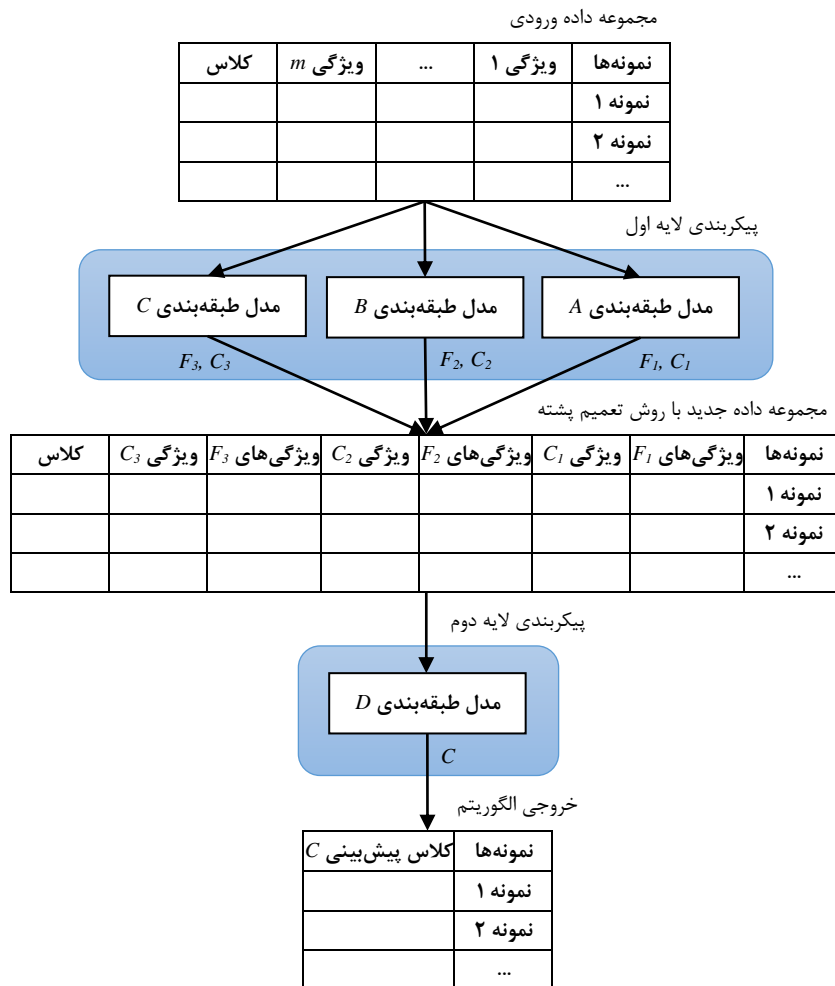 مجموعه داده ورودی
نمونه‌ها ویژگی ۱ ... ویژگی m کلاس
نمونه ۱
نمونه ۲
...
پیکربندی لایه اول
مدل طبقه‌بندی A مدل طبقه‌بندی B مدل طبقه‌بندی C
F1, C1 F2, C2 F3, C3
مجموعه داده جدید با روش تعمیم پشته
نمونه‌ها ویژگی‌های F1 ویژگی C1 ویژگی‌های F2 ویژگی C2 ویژگی‌های F3 ویژگی C3 کلاس
نمونه ۱
نمونه ۲
...
پیکربندی لایه دوم
مدل طبقه‌بندی D
C
خروجی الگوریتم
نمونه‌ها کلاس پیش‌بینی C
نمونه ۱
نمونه ۲
...